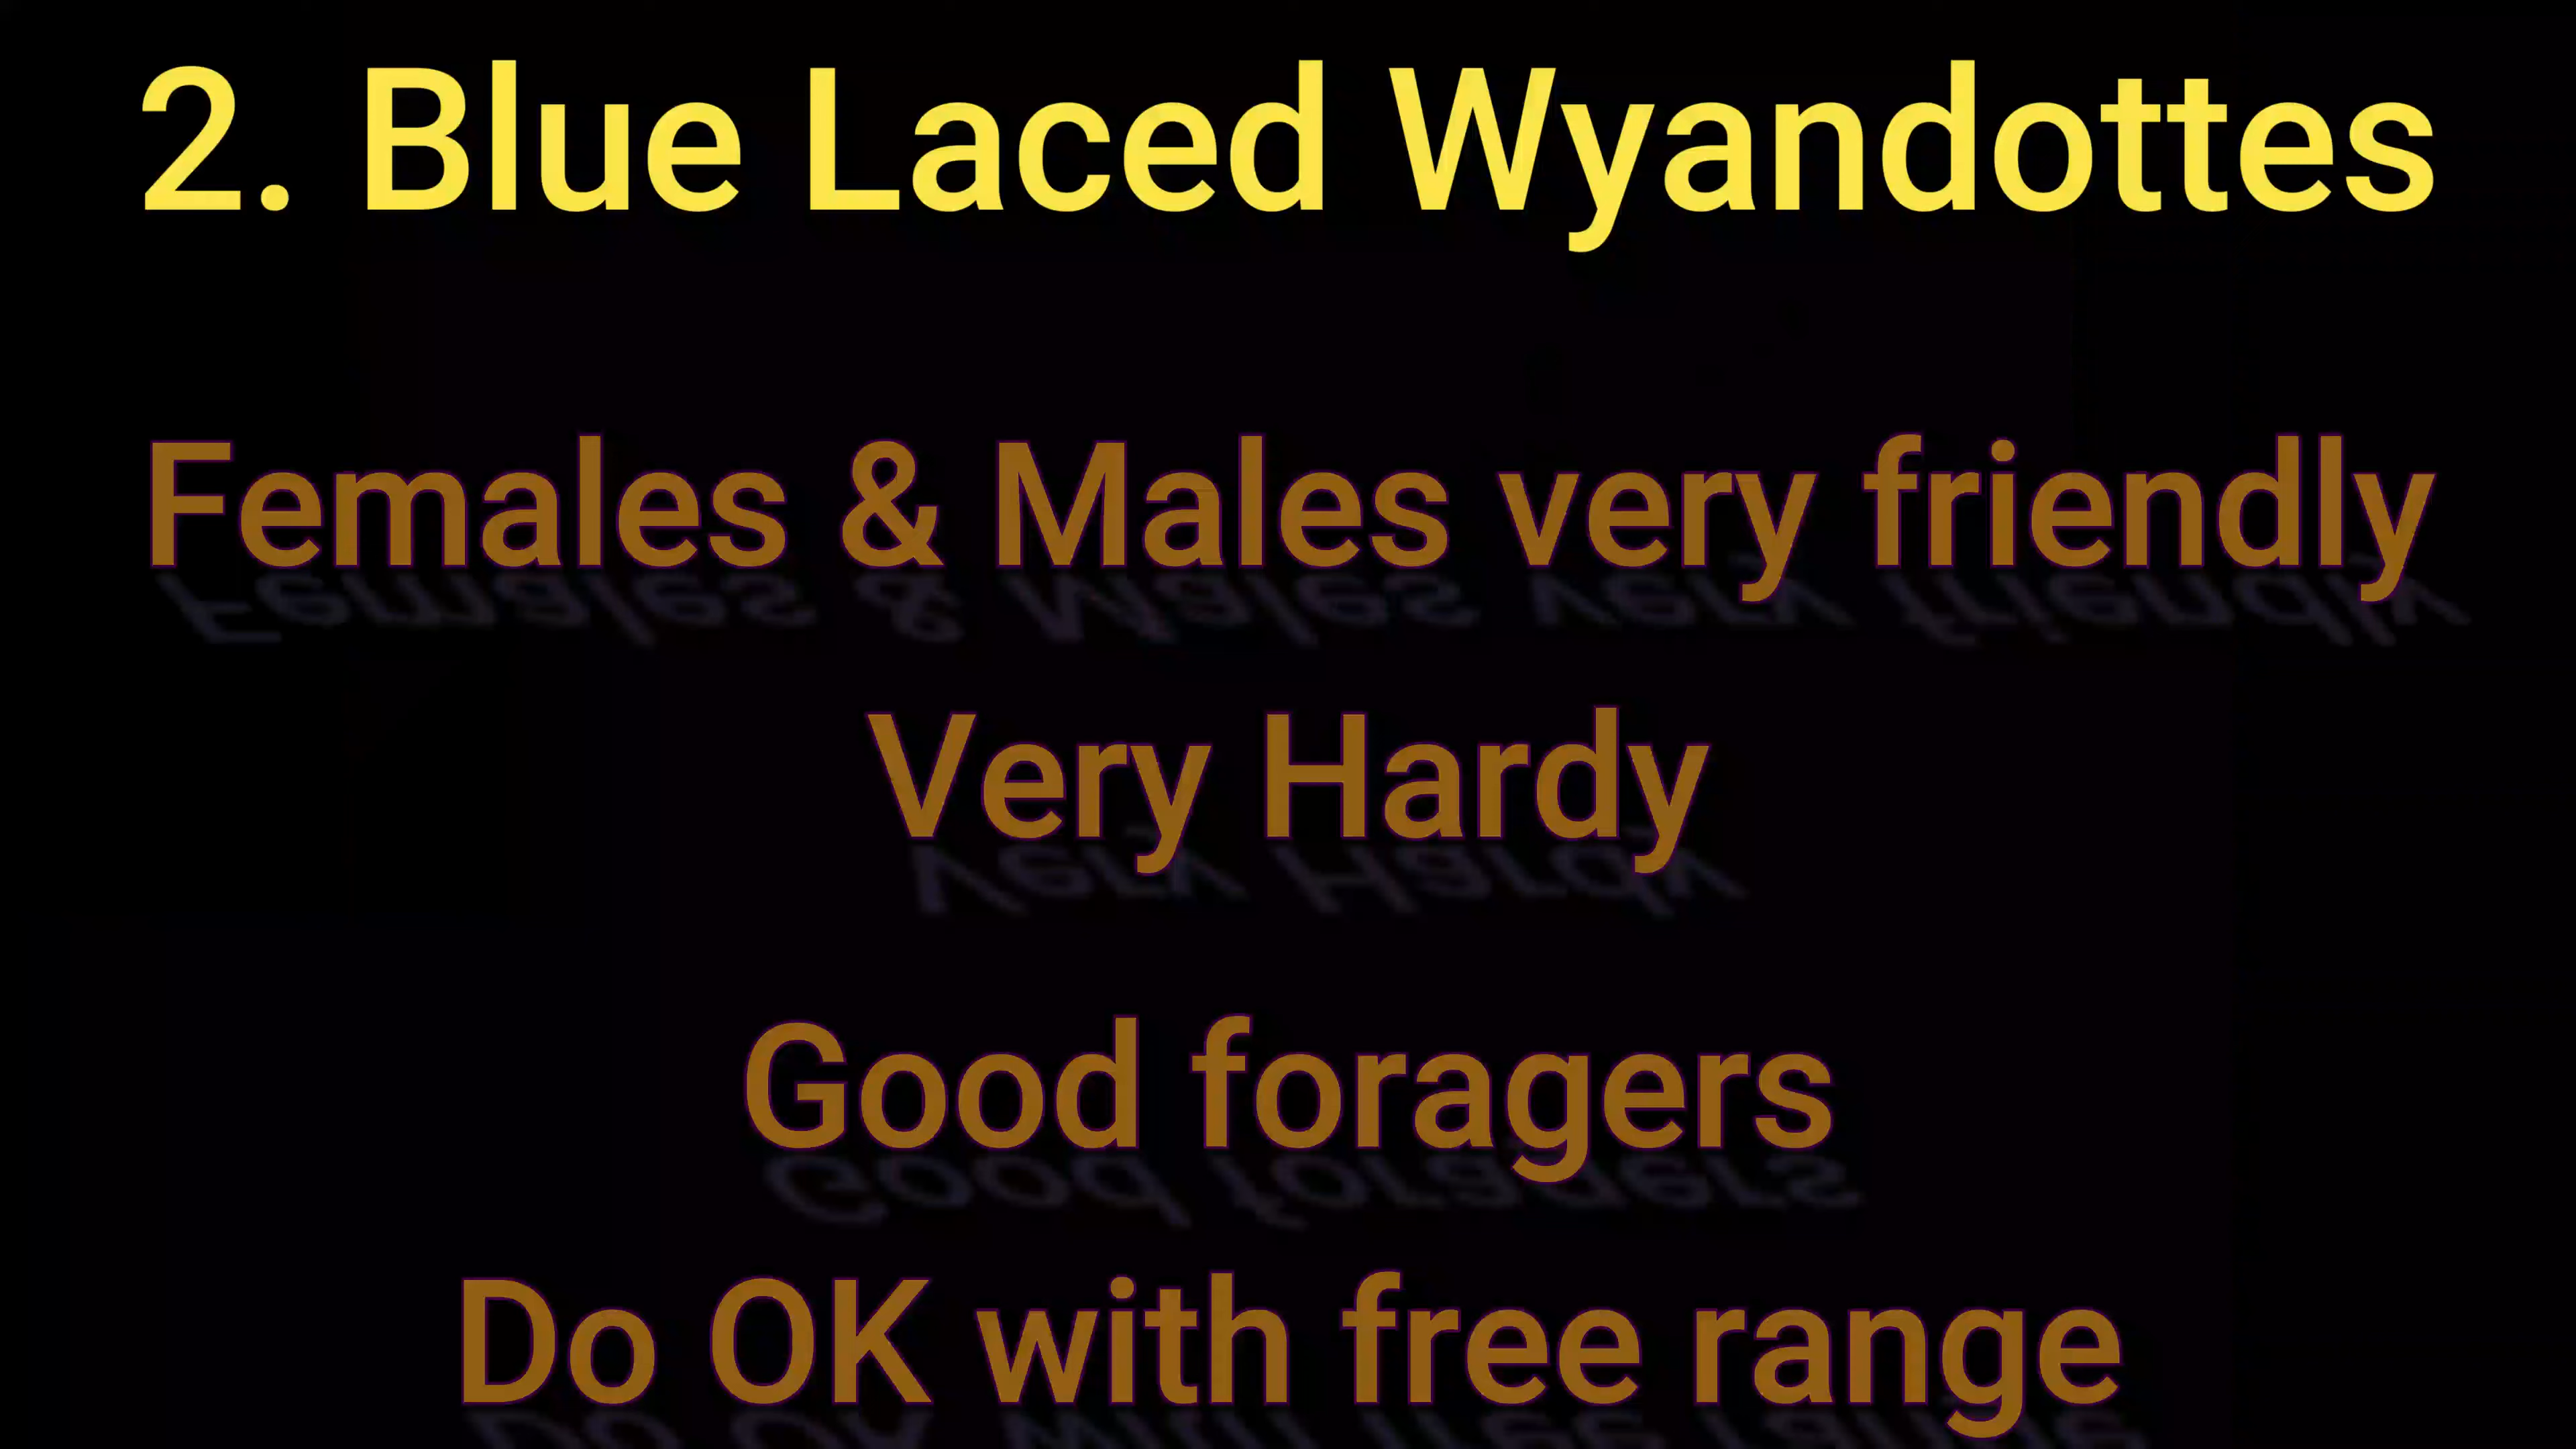 2. Blue Laced Wyandottes
Females & Males very friendly
Very Hardy
Good foragers
Do OK with free range